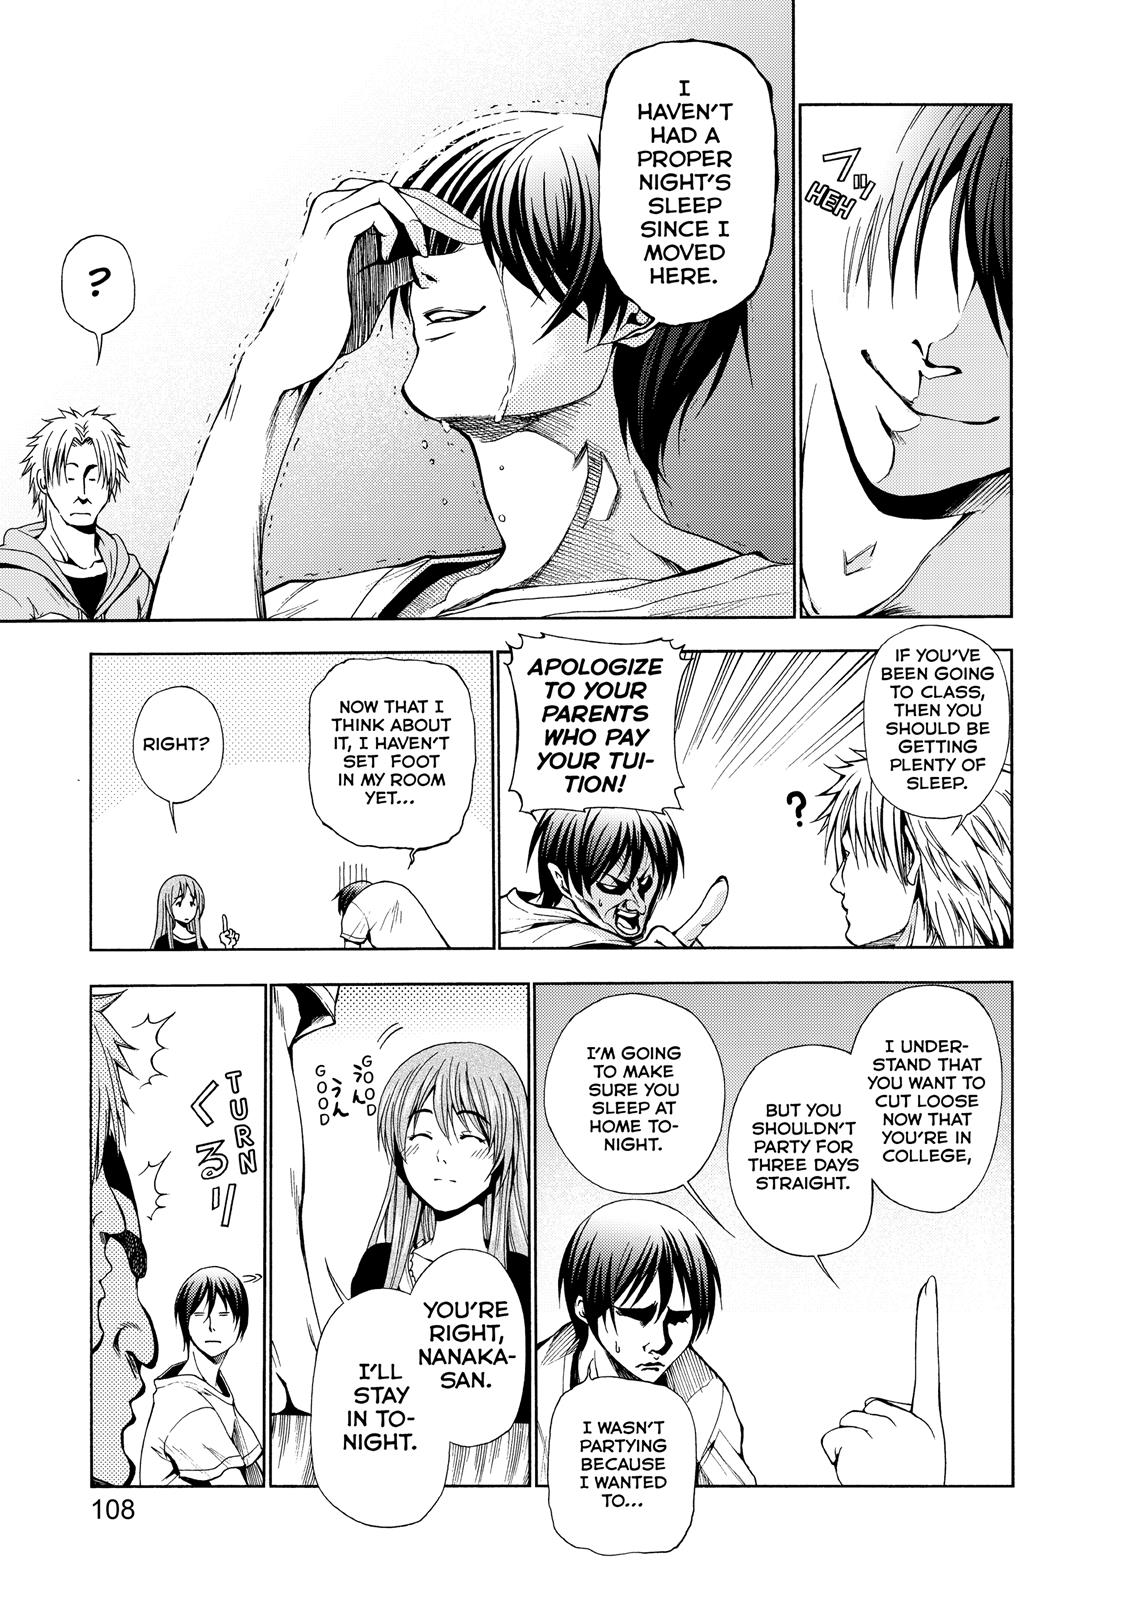 フッ
HEH
I
HAVEN'T
HAD A
PROPER
NIGHT'S
SLEEP
SINCE I
MOVED
HERE.
?
IF YOU'VE
BEEN GOING
TO CLASS,
THEN YOU
SHOULD BE
GETTING
PLENTY OF
SLEEP.
?
APOLOGIZE
TO YOUR
PARENTS
WHO PAY
YOUR TUI-
TION!
NOW THAT I
THINK ABOUT
IT, I HAVEN'T
SET FOOT
IN MY ROOM
YET...
RIGHT?
I UNDER-
STAND THAT
YOU WANT TO
CUT LOOSE
NOW THAT
YOU'RE IN
COLLEGE,
BUT YOU
SHOULDN'T
PARTY FOR
THREE DAYS
STRAIGHT.
I'M GOING
TO MAKE
SURE YOU
SLEEP AT
HOME TO-
NIGHT.
I WASN'T
PARTYING
BECAUSE
I WANTED
TO...
GOOD
うん
GOOD
うん
YOU'RE
RIGHT,
NANAKA-
SAN.
I'LL
STAY
IN TO-
NIGHT.
TURN
くるり
108